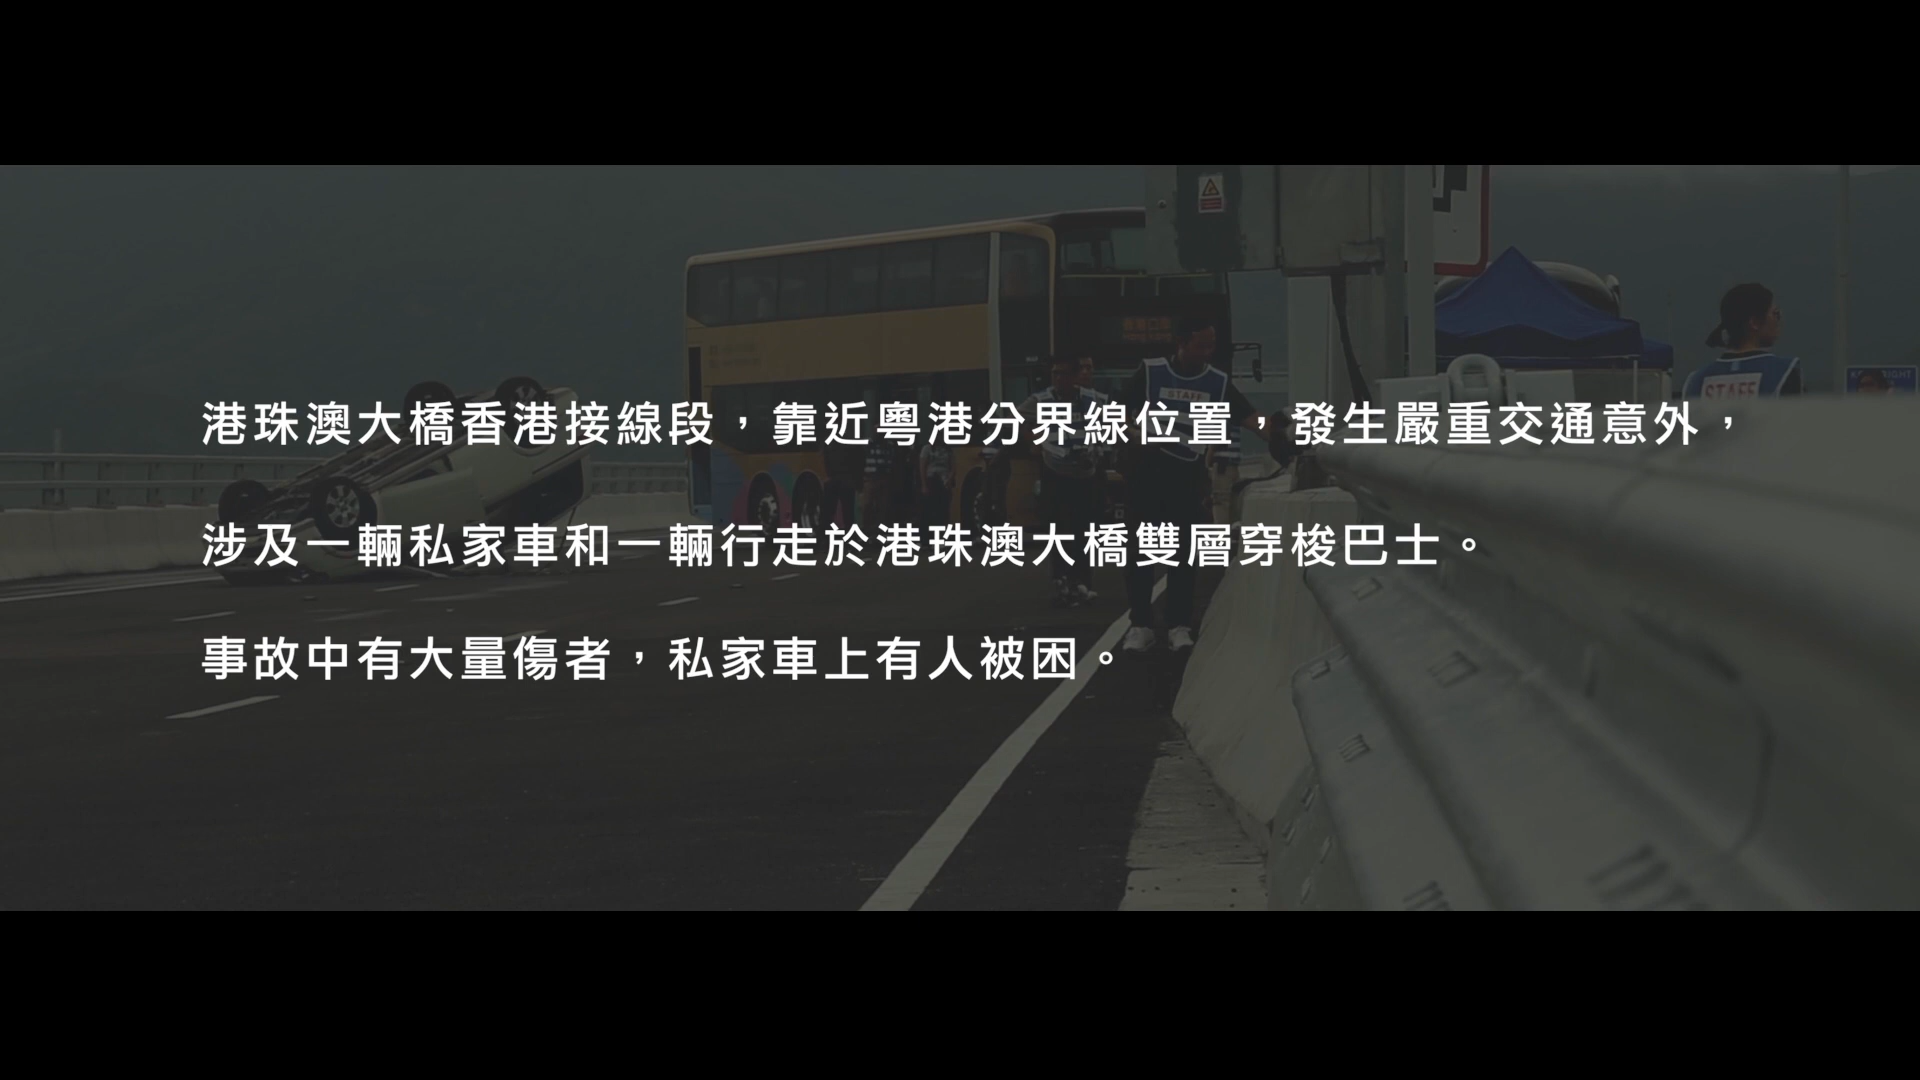 港珠澳大橋香港接線段，靠近粵港分界線位置，發生嚴重交通意外，
涉及一輛私家車和一輛行走於港珠澳大橋雙層穿梭巴士。
事故中有大量傷者，私家車上有人被困。
STAFF
STAFF